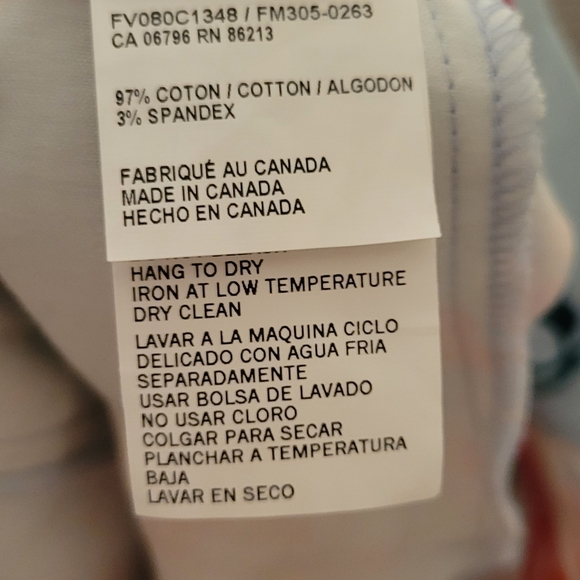 FV080C1348 / FM305-0263
CA 06796 RN 86213
97% COTON / COTTON / ALGODON
3% SPANDEX
FABRIQUÉ AU CANADA
MADE IN CANADA
HECHO EN CANADA
HANG TO DRY
IRON AT LOW TEMPERATURE
DRY CLEAN
LAVAR A LA MAQUINA CICLO
DELICADO CON AGUA FRIA
SEPARADAMENTE
USAR BOLSA DE LAVADO
NO USAR CLORO
COLGAR PARA SECAR
PLANCHAR A TEMPERATURA
BAJA
LAVAR EN SECO